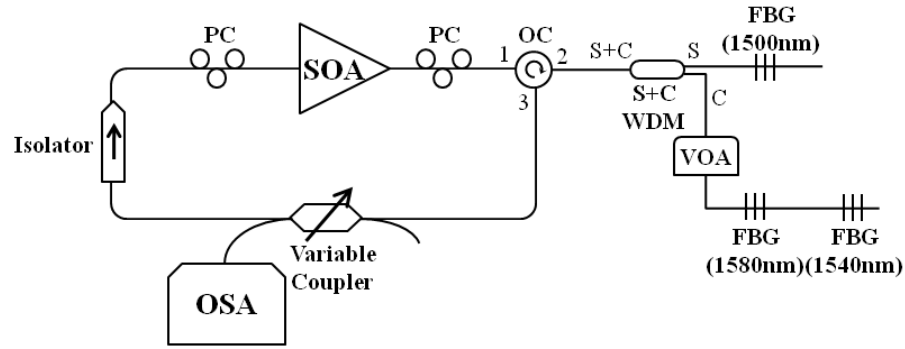 PC
SOA
PC
OC
1
2
3
S+C
S
FBG
(1500nm)
S+C
WDM
C
VOA
Isolator
Variable
Coupler
OSA
FBG
(1580nm)
FBG
(1540nm)